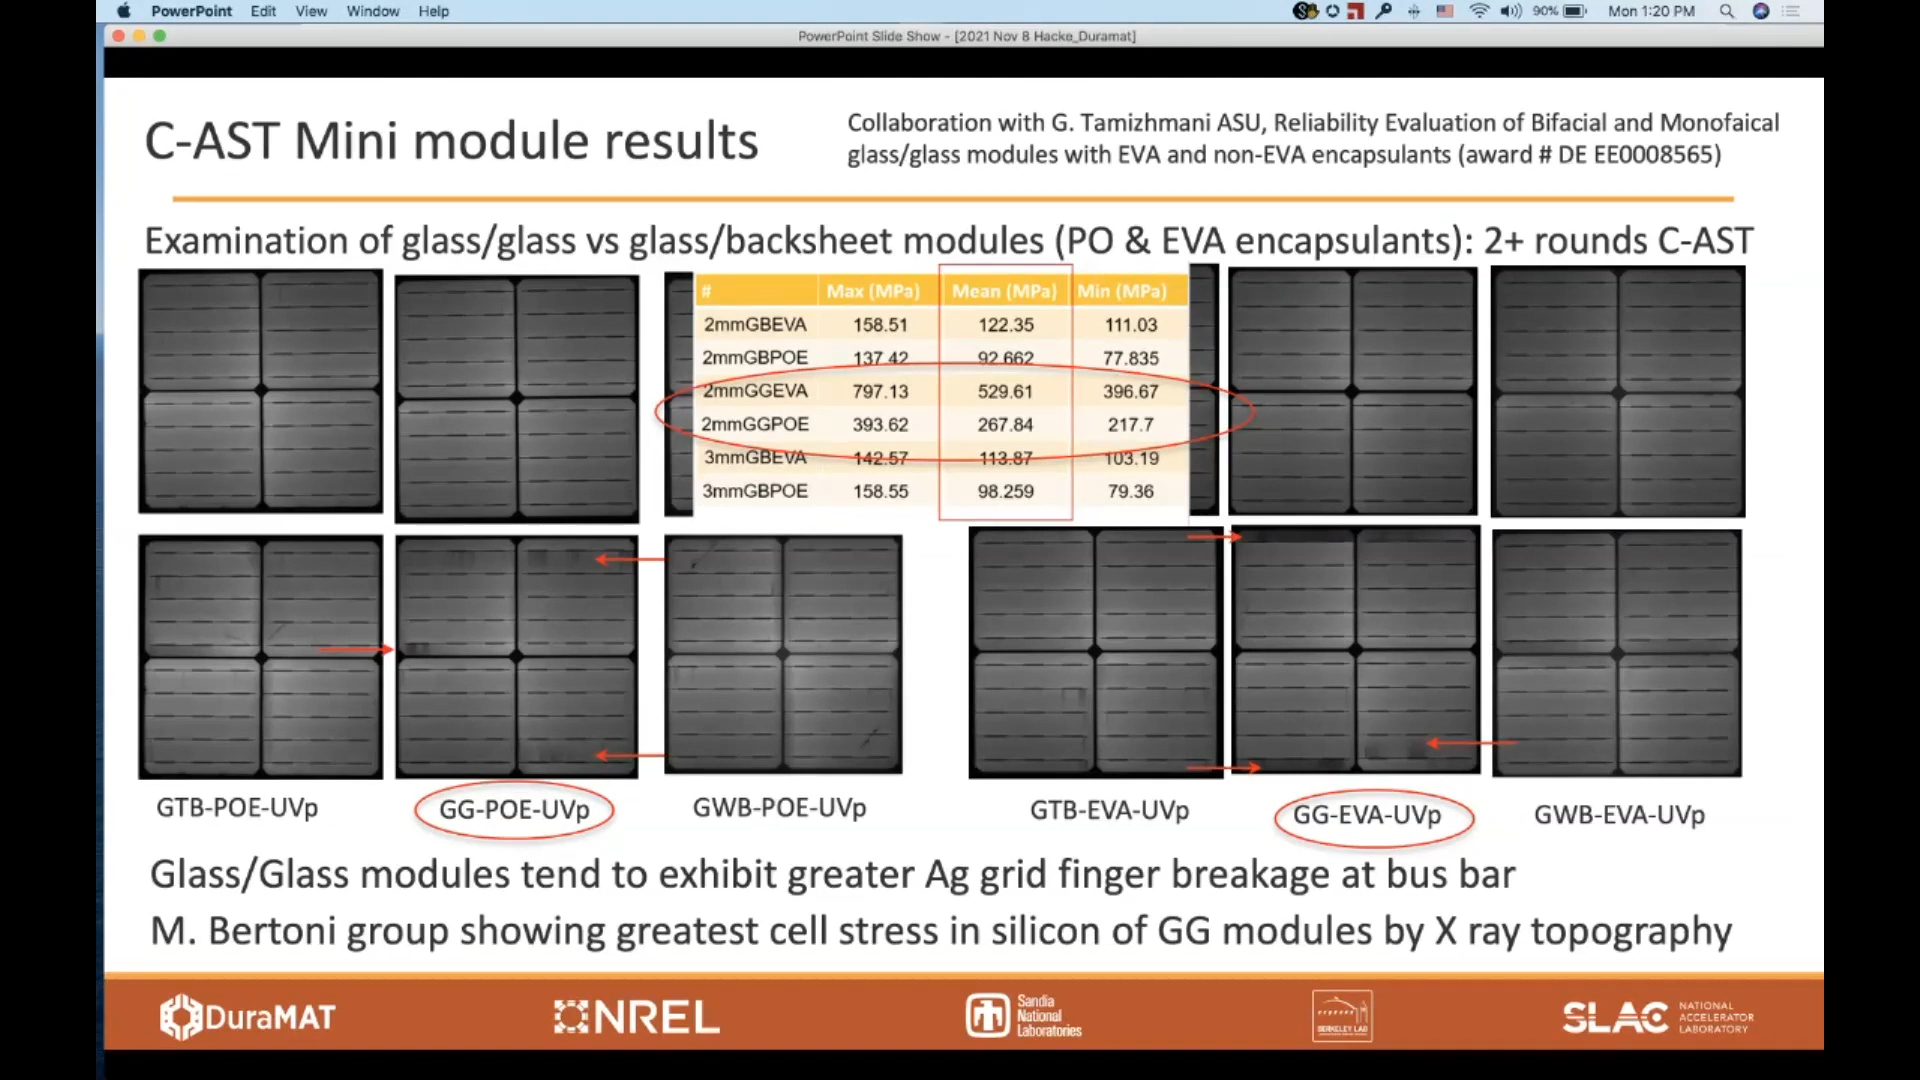 PowerPoint Edit View Window Help 90% Mon 1:20 PM
PowerPoint Slide Show - [2021 Nov 8 Hacke_Duramat]
C-AST Mini module results
Collaboration with G. Tamizhmani ASU, Reliability Evaluation of Bifacial and Monofaical
glass/glass modules with EVA and non-EVA encapsulants (award # DE EE0008565)
Examination of glass/glass vs glass/backsheet modules (PO & EVA encapsulants): 2+ rounds C-AST
# Max (MPa) Mean (MPa) Min (MPa)
2mmGBEVA 158.51 122.35 111.03
2mmGBPOE 137.42 92.662 77.835
2mmGGEVA 797.13 529.61 396.67
2mmGGPOE 393.62 267.84 217.7
3mmGBEVA 142.57 113.87 103.19
3mmGBPOE 158.55 98.259 79.36
GTB-POE-UVp GG-POE-UVp GWB-POE-UVp GTB-EVA-UVp GG-EVA-UVp GWB-EVA-UVp
Glass/Glass modules tend to exhibit greater Ag grid finger breakage at bus bar
M. Bertoni group showing greatest cell stress in silicon of GG modules by X ray topography
DuraMAT
NREL
Sandia
National
Laboratories
BERKELEY LAB
SLAC
NATIONAL
ACCELERATOR
LABORATORY